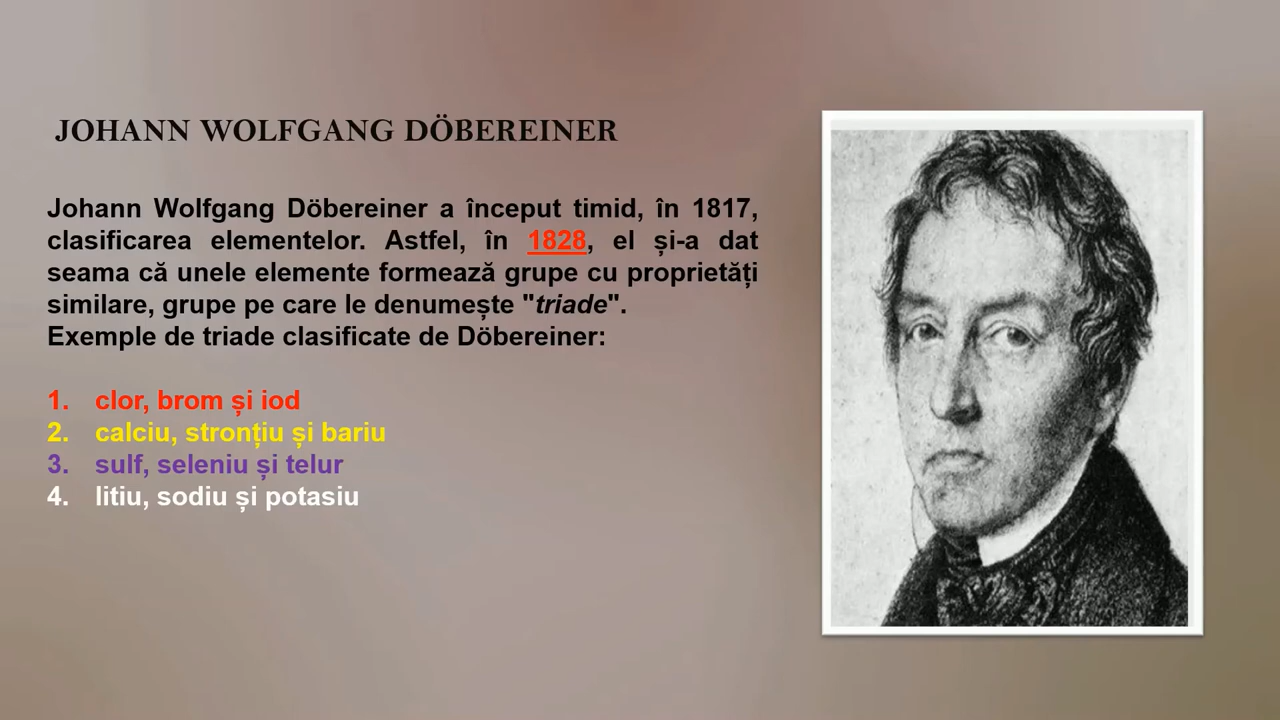 JOHANN WOLFGANG DÖBEREINER
Johann Wolfgang Döbereiner a început timid, în 1817,
clasificarea elementelor. Astfel, în 1828, el și-a dat
seama că unele elemente formează grupe cu proprietăți
similare, grupe pe care le denumește "triade".
Exemple de triade clasificate de Döbereiner:
1. clor, brom și iod
2. calciu, stronțiu și bariu
3. sulf, seleniu și telur
4. litiu, sodiu și potasiu